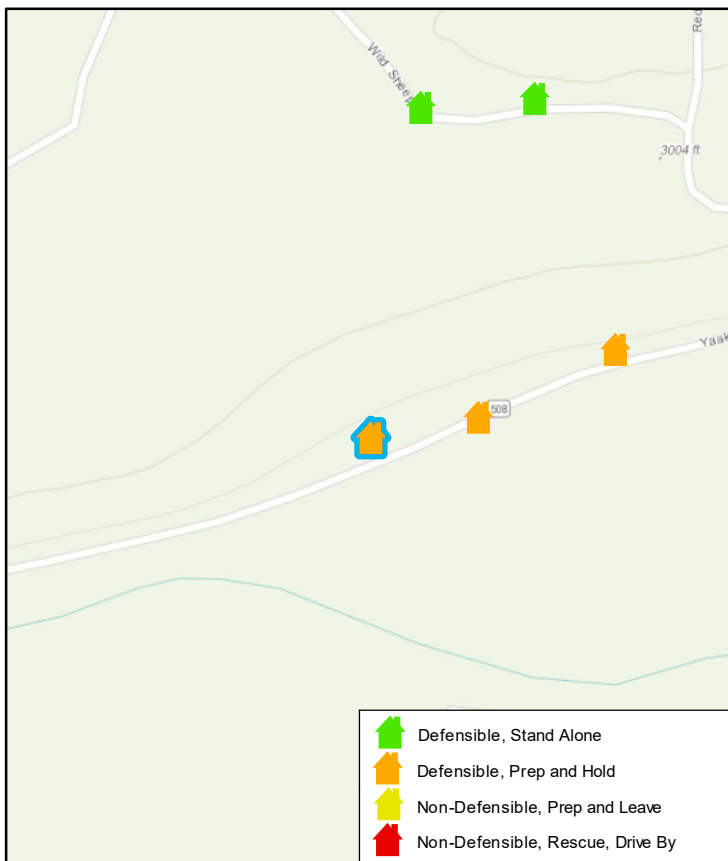 Wild Sheep
Red
3004 ft
Yaak
508
Defensible, Stand Alone
Defensible, Prep and Hold
Non-Defensible, Prep and Leave
Non-Defensible, Rescue, Drive By